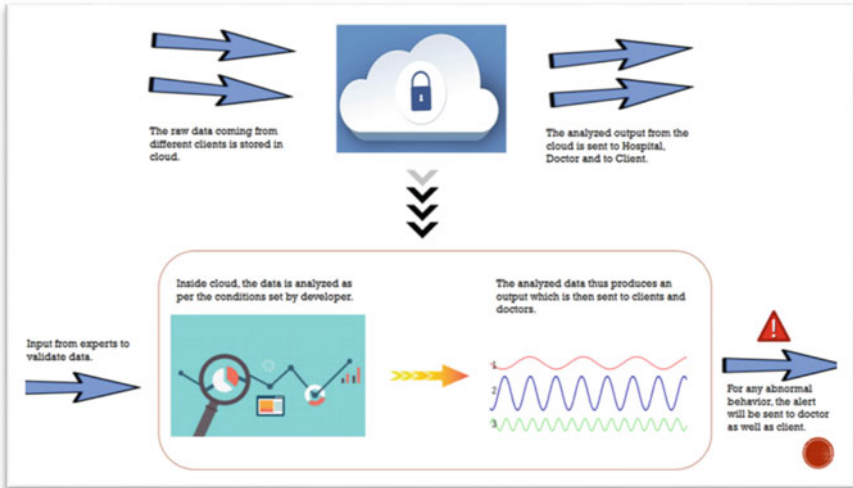 The raw data coming from
different clients is stored in
cloud.
The analyzed output from the
cloud is sent to Hospital,
Doctor and to Client.
Inside cloud, the data is analyzed as
per the conditions set by developer.
The analyzed data thus produces an
output which is then sent to clients and
doctors.
Input from experts to
validate data.
1
2
3
For any abnormal
behavior, the alert
will be sent to doctor
as well as client.